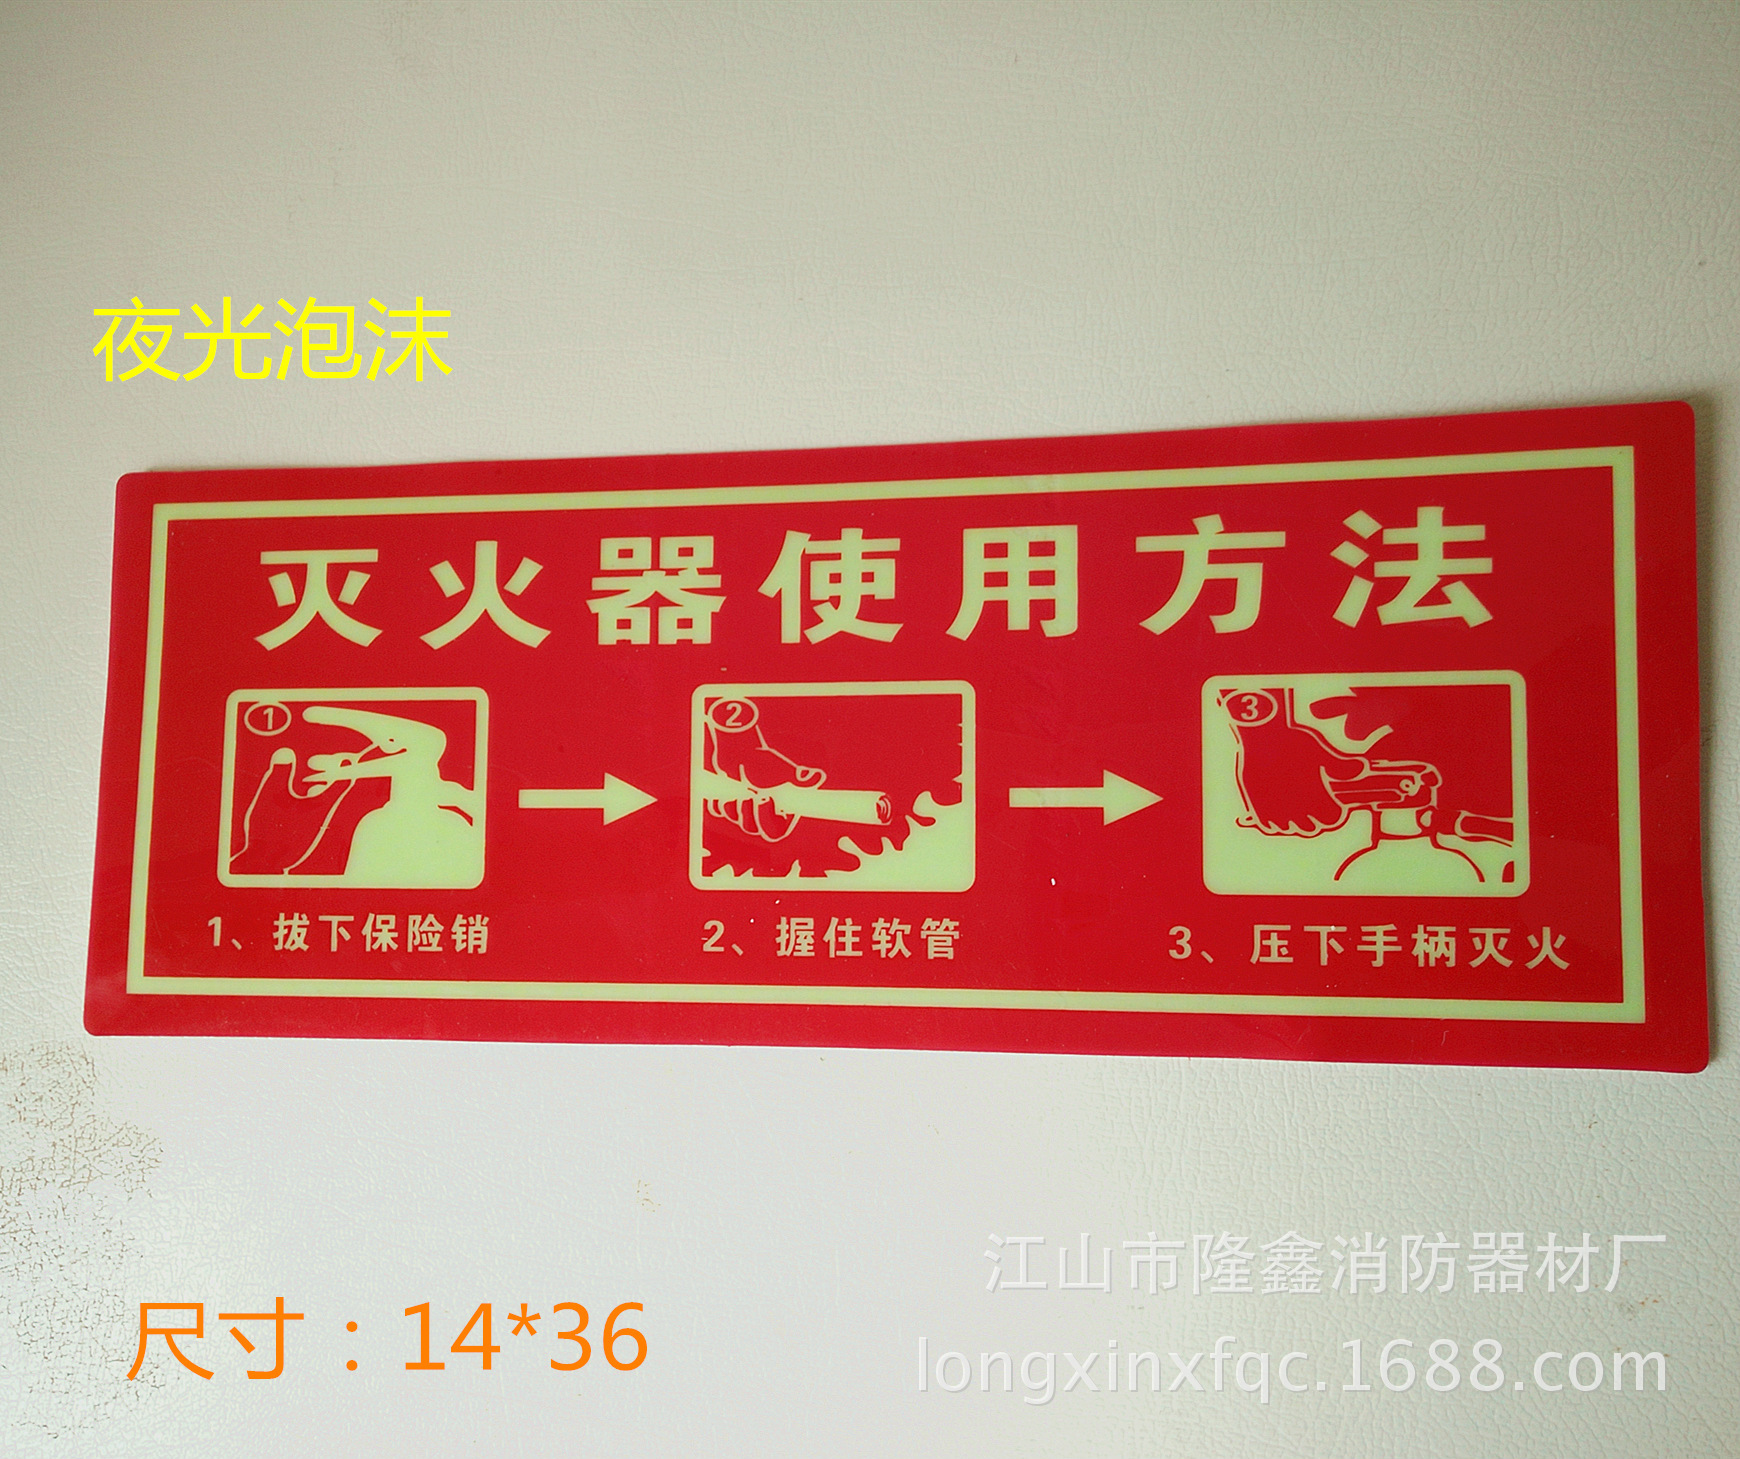 夜光泡沫
灭火器使用方法
1
2
3
1、拔下保险销
2、握住软管
3、压下手柄灭火
江山市隆鑫消防器材厂
尺寸：14*36
longxinxfqc.1688.com